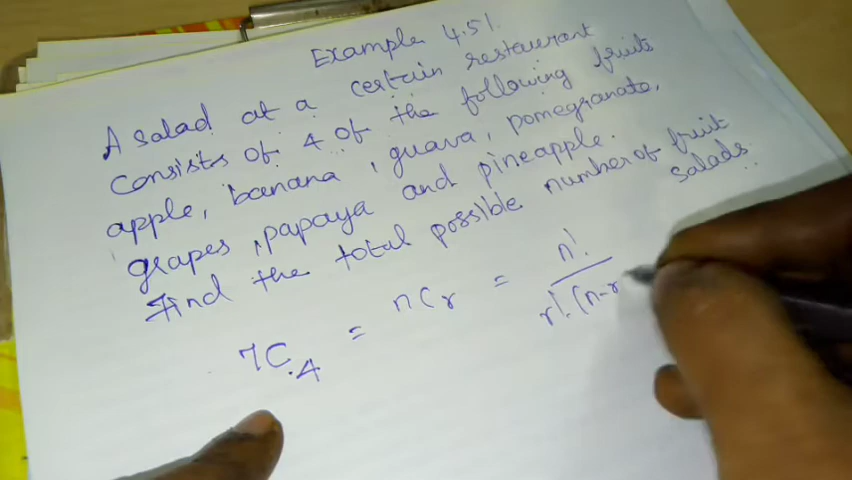 Example 4.51.
A salad at a certain restaurant
consists of 4 of the following fruits
apple, banana, guava, pomegranate,
grapes, papaya and pineapple.
Find the total possible number of fruit
salads
7C4 = nCr = n! / r! (n-r